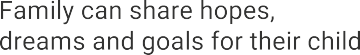 Family can share hopes,
dreams and goals for their child